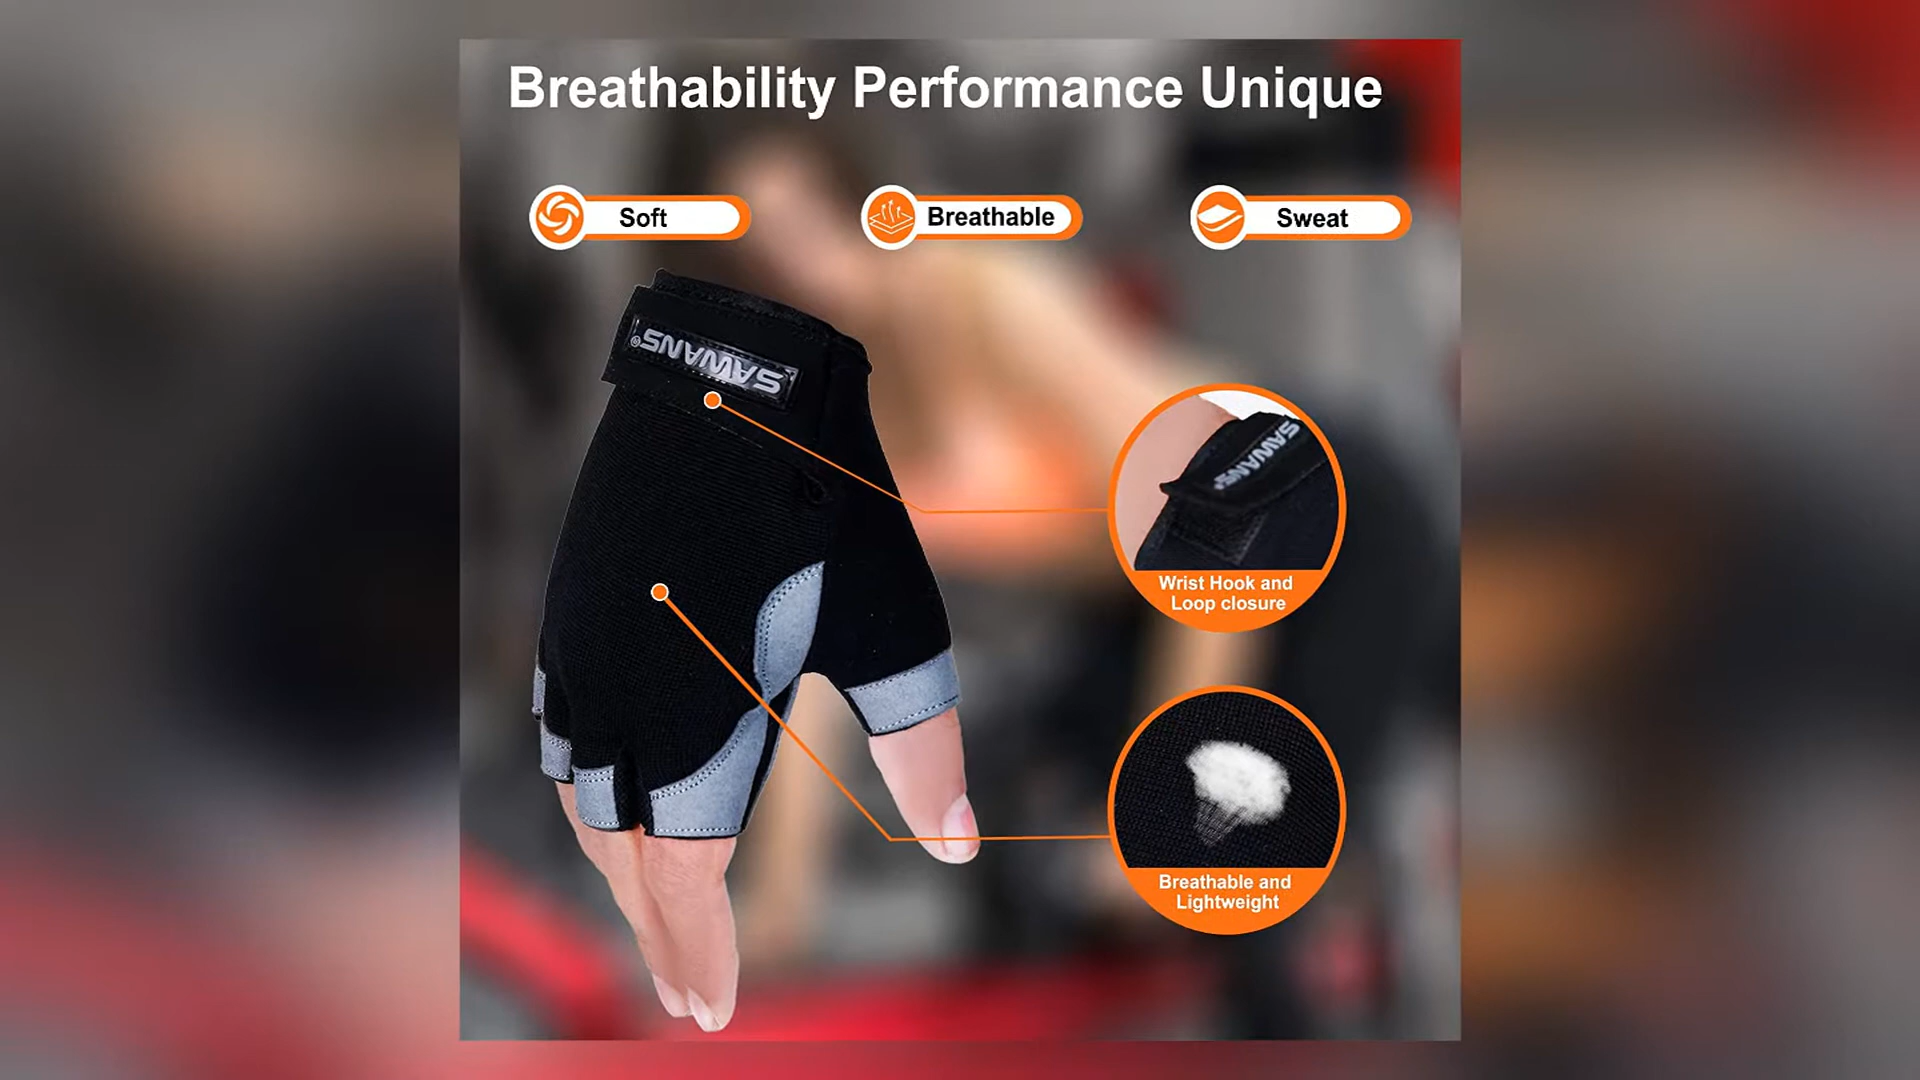 Breathability Performance Unique
Soft
Breathable
Sweat
SAWANS®
SAWANS
Wrist Hook and
Loop closure
Breathable and
Lightweight